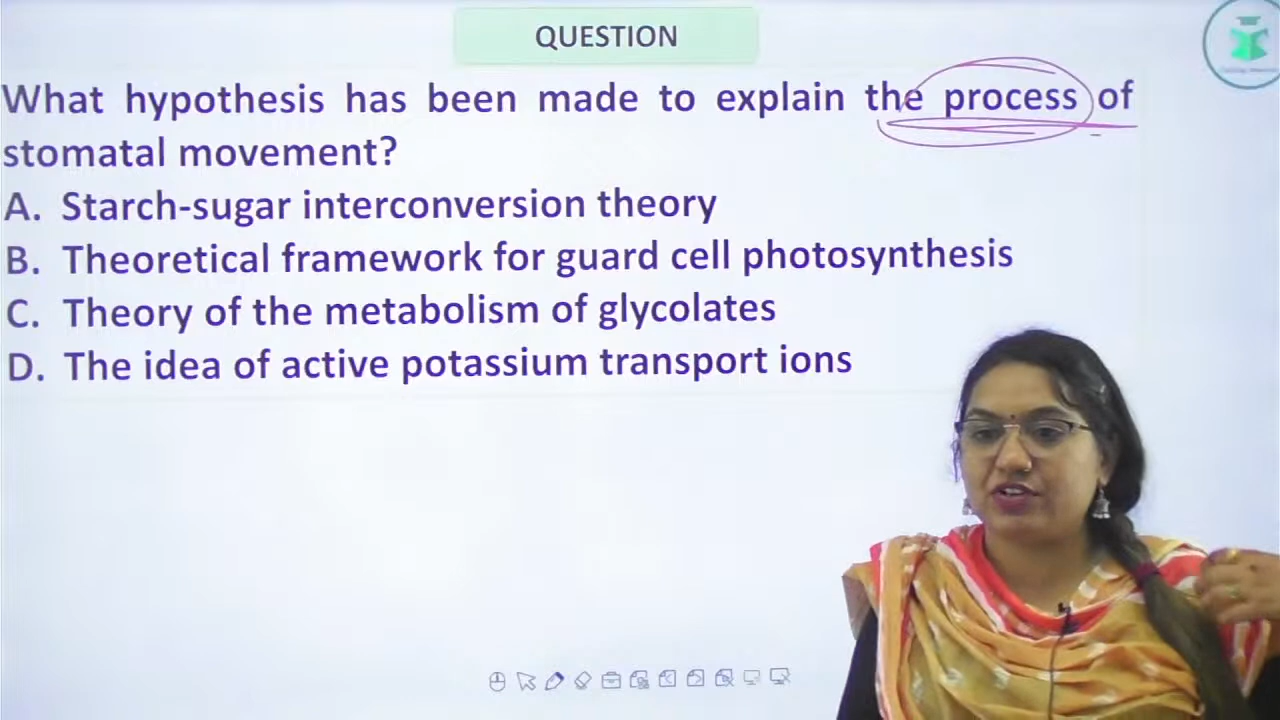 QUESTION
What hypothesis has been made to explain the process of
stomatal movement?
A. Starch-sugar interconversion theory
B. Theoretical framework for guard cell photosynthesis
C. Theory of the metabolism of glycolates
D. The idea of active potassium transport ions